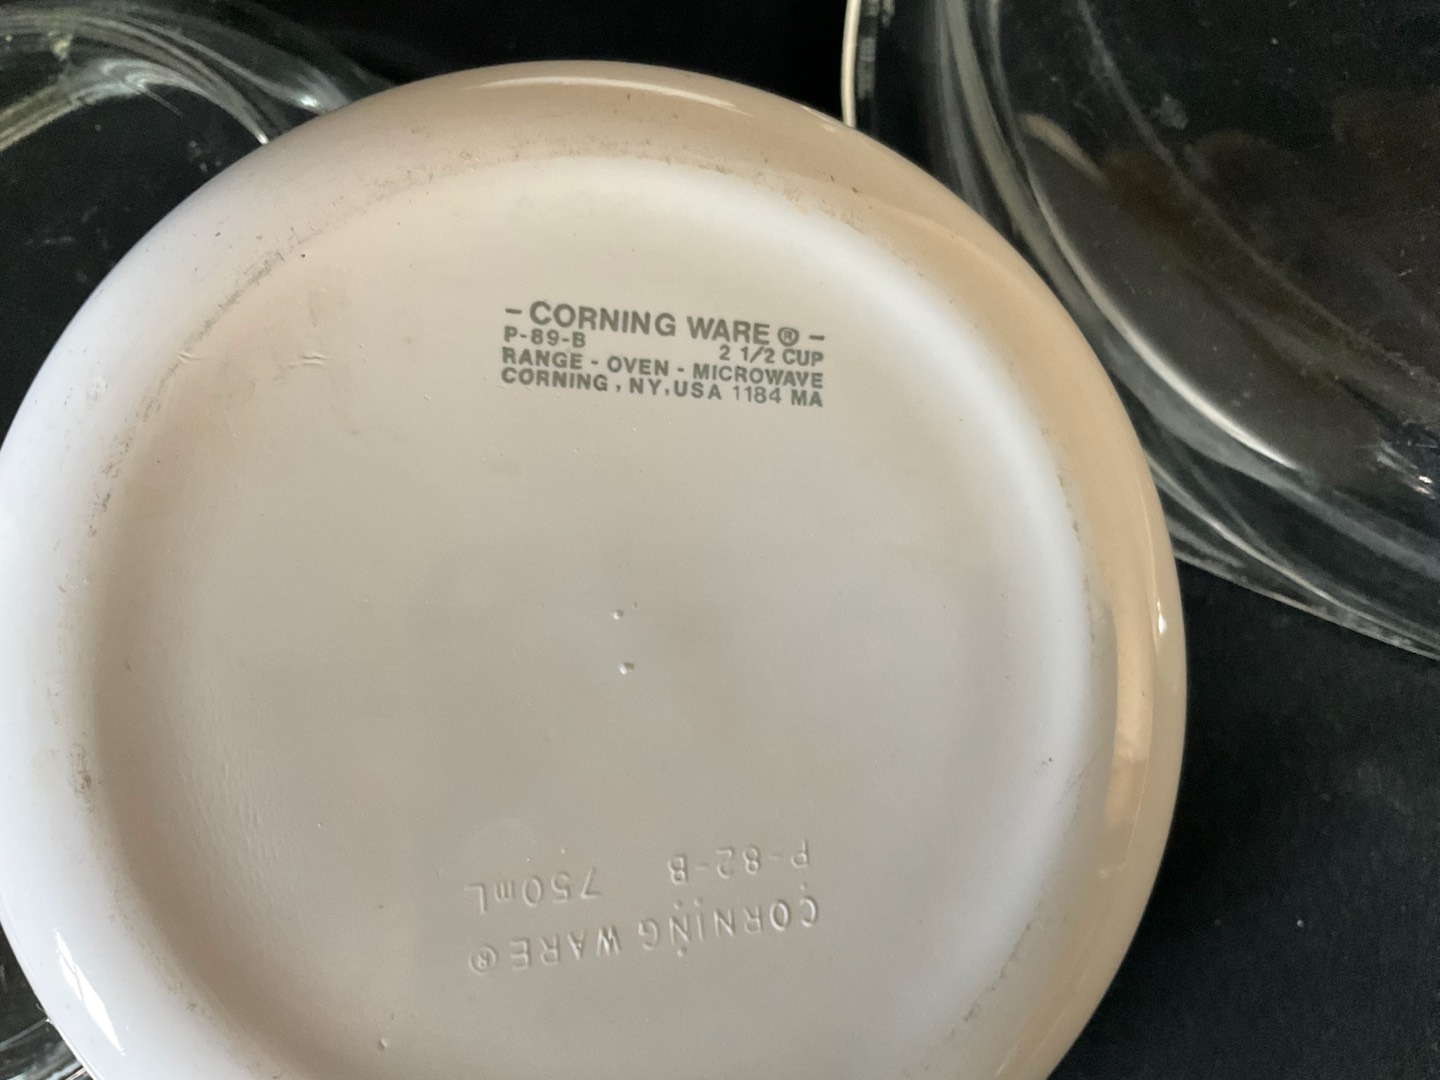 - CORNING WARE ® -
P-89-B 2 1/2 CUP
RANGE - OVEN - MICROWAVE
CORNING, NY, USA 1184 MA
CORNING WARE®
P-82-B 750mL